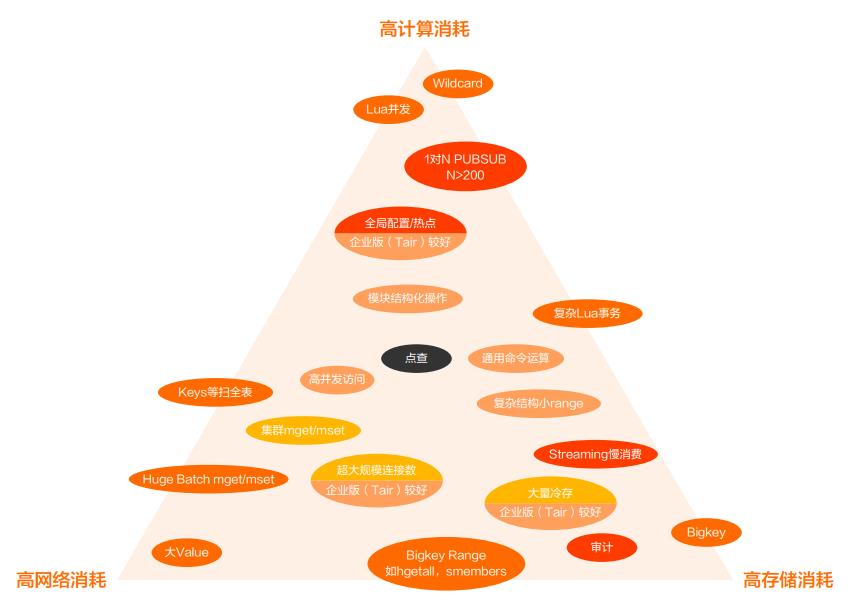 高计算消耗
Wildcard
Lua并发
1对N PUBSUB
N>200
全局配置/热点
企业版（Tair）较好
模块结构化操作
复杂Lua事务
点查
通用命令运算
高并发访问
Keys等扫全表
复杂结构小range
集群mget/mset
Streaming慢消费
超大规模连接数
企业版（Tair）较好
Huge Batch mget/mset
大量冷存
企业版（Tair）较好
Bigkey
审计
大Value
Bigkey Range
如hgetall，smembers
高网络消耗
高存储消耗